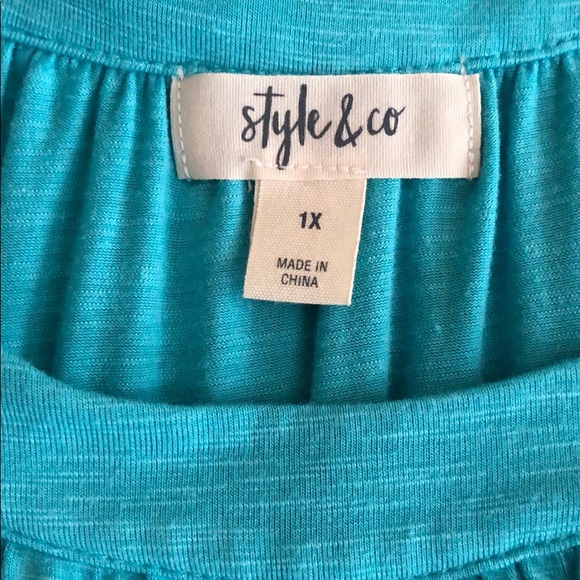 style & co
1X
MADE IN
CHINA